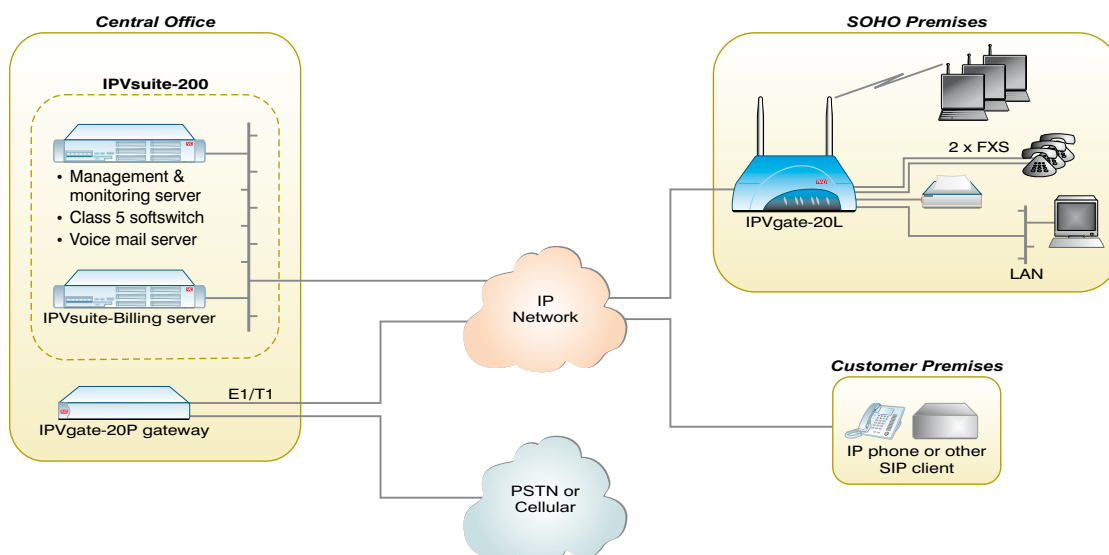 Central Office
IPVsuite-200
• Management &
monitoring server
• Class 5 softswitch
• Voice mail server
IPVsuite-Billing server
E1/T1
IPVgate-20P gateway
IP
Network
PSTN or
Cellular
SOHO Premises
2 x FXS
IPVgate-20L
LAN
Customer Premises
IP phone or other
SIP client